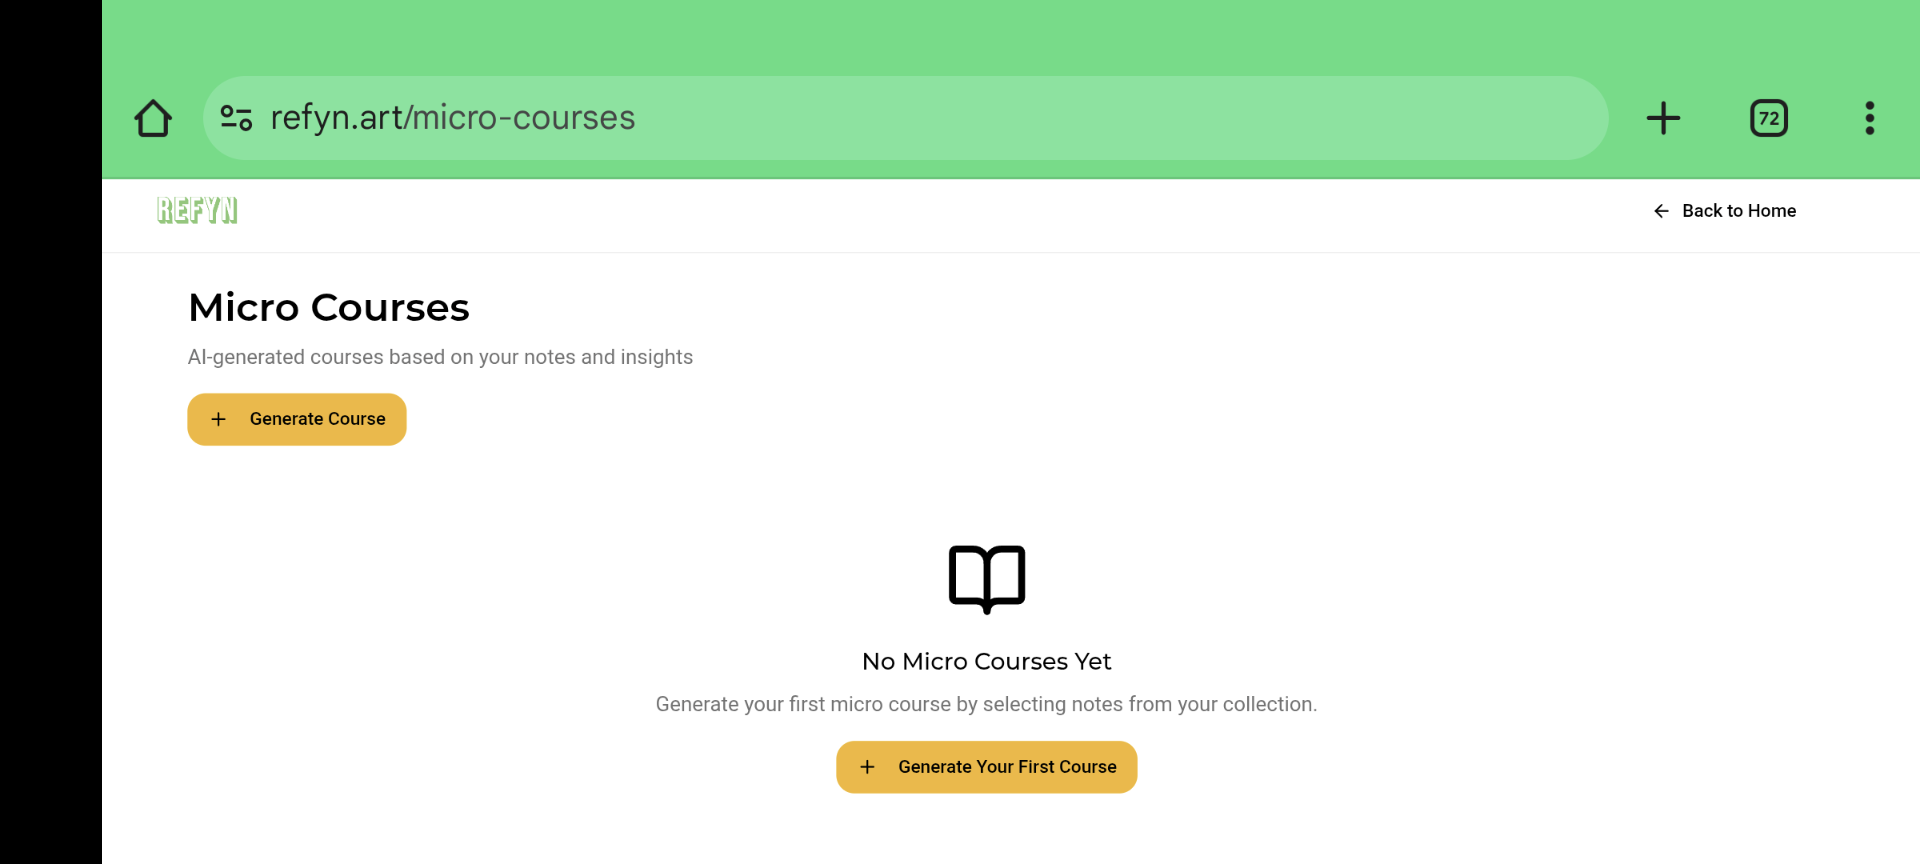 refyn.art/micro-courses
72
REFYN
Back to Home
Micro Courses
AI-generated courses based on your notes and insights
Generate Course
No Micro Courses Yet
Generate your first micro course by selecting notes from your collection.
Generate Your First Course